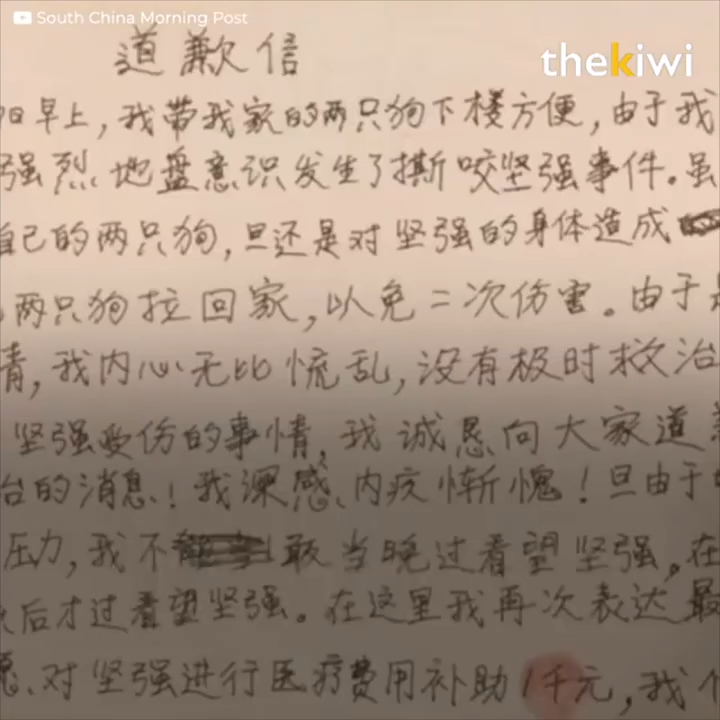 South China Morning Post
thekiwi
道歉信
阳早上,我带我家的两只狗下楼方便,由于我
强烈地盘意识发生了撕咬坚强事件。虽
自己的两只狗,旦还是对坚强的身体造成
两只狗拉回家,以免二次伤害。由于是
情,我内心无比慌乱,没有极时救治
坚强受伤的事情,我诚恳向大家道
治的消息!我深感、内疚惭愧!旦由于
压力,我不敢当晚过看望坚强。在
后才过看望坚强。在这里我再次表达最
愿、对坚强进行医疗费用补助1千元,我